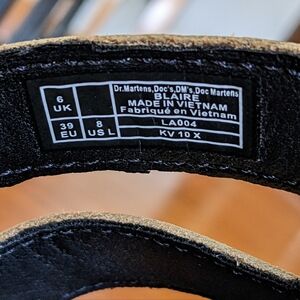 6
UK
39
EU
8
US L
Dr.Martens,Doc's,DM's,Doc Martens
BLAIRE
MADE IN VIETNAM
Fabriqué en Vietnam
LA004
KV 10 X